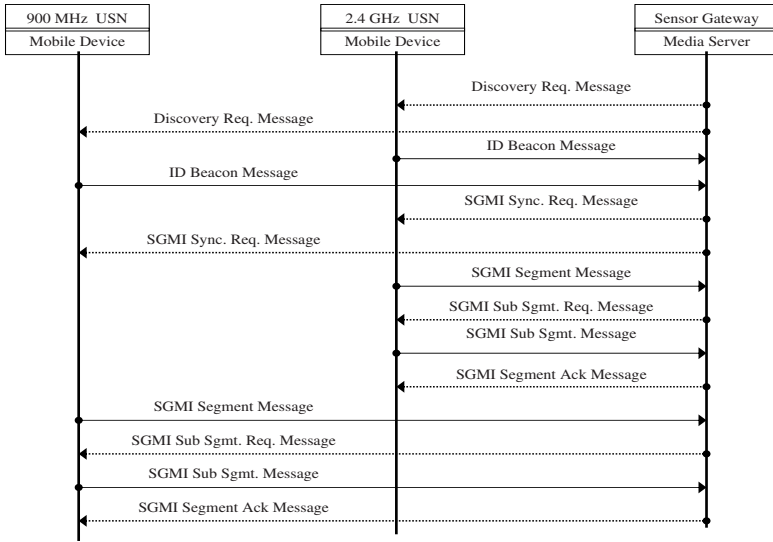 900 MHz USN
Mobile Device
2.4 GHz USN
Mobile Device
Sensor Gateway
Media Server
Discovery Req. Message
Discovery Req. Message
ID Beacon Message
ID Beacon Message
SGMI Sync. Req. Message
SGMI Sync. Req. Message
SGMI Segment Message
SGMI Sub Sgmt. Req. Message
SGMI Sub Sgmt. Message
SGMI Segment Ack Message
SGMI Segment Message
SGMI Sub Sgmt. Req. Message
SGMI Sub Sgmt. Message
SGMI Segment Ack Message